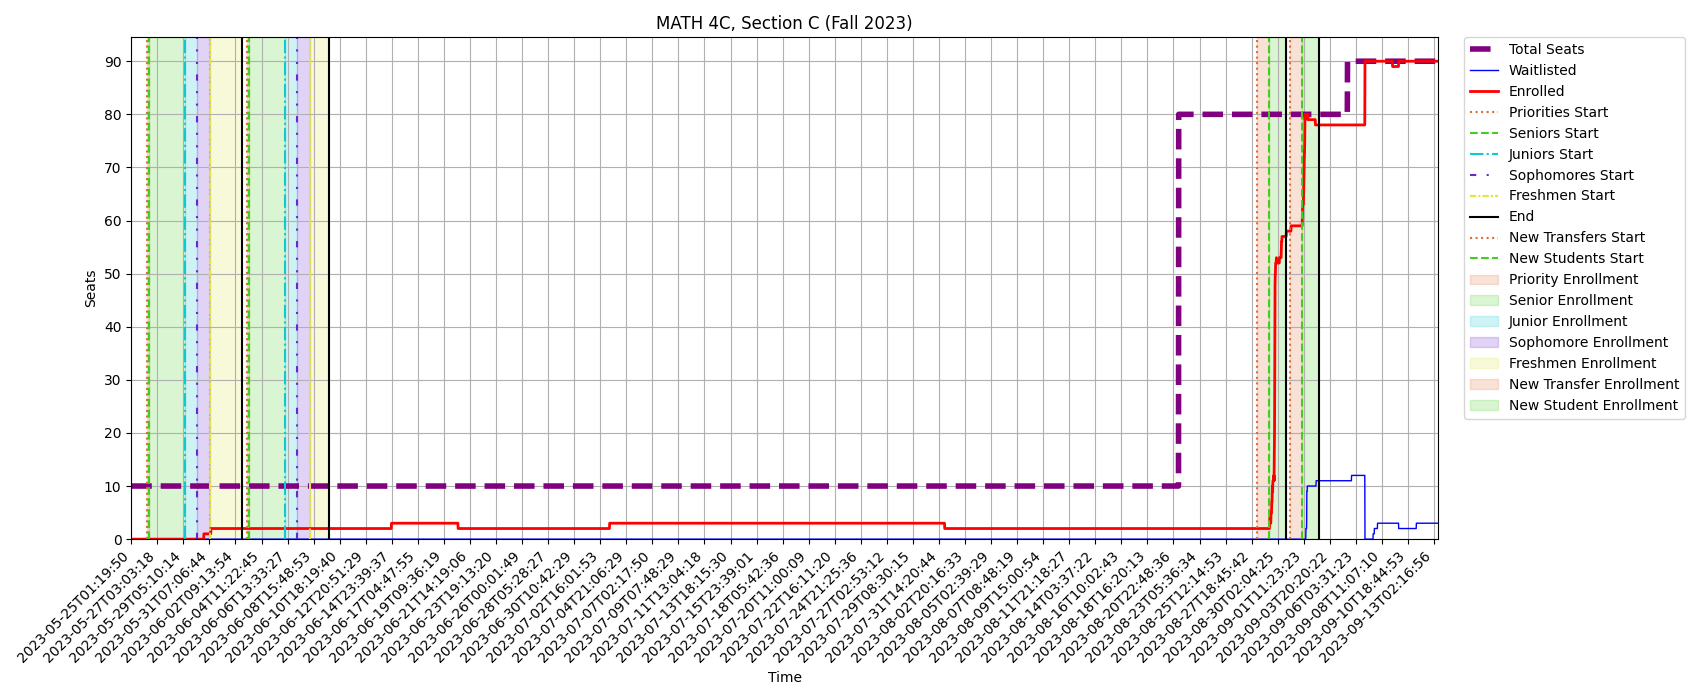 MATH 4C, Section C (Fall 2023)
Seats
90
80
70
60
50
40
30
20
10
0
2023-05-25T01:19:50
2023-05-27T03:03:18
2023-05-29T05:10:14
2023-05-31T07:06:44
2023-06-02T09:13:54
2023-06-04T11:22:45
2023-06-06T13:33:27
2023-06-08T15:48:53
2023-06-10T18:19:40
2023-06-12T20:51:29
2023-06-14T23:39:37
2023-06-17T04:47:55
2023-06-19T09:36:19
2023-06-21T14:19:06
2023-06-23T19:13:20
2023-06-26T00:01:49
2023-06-28T05:28:27
2023-06-30T10:42:29
2023-07-02T16:01:53
2023-07-04T21:06:29
2023-07-07T02:17:50
2023-07-09T07:48:29
2023-07-11T13:04:18
2023-07-13T18:15:30
2023-07-15T23:39:01
2023-07-18T05:42:36
2023-07-20T11:00:09
2023-07-24T21:25:36
2023-07-27T02:53:12
2023-07-29T08:30:15
2023-07-31T14:20:44
2023-08-02T20:16:33
2023-08-05T02:39:29
2023-08-07T08:48:19
2023-08-09T15:00:54
2023-08-11T21:18:27
2023-08-14T03:37:22
2023-08-16T10:02:43
2023-08-18T16:20:13
2023-08-20T22:48:36
2023-08-23T05:36:34
2023-08-25T12:14:53
2023-08-27T18:45:42
2023-08-30T02:04:25
2023-09-01T11:23:23
2023-09-03T20:20:22
2023-09-06T03:31:23
2023-09-08T11:07:10
2023-09-10T18:44:53
2023-09-13T02:16:56
Time
Total Seats
Waitlisted
Enrolled
Priorities Start
Seniors Start
Juniors Start
Sophomores Start
Freshmen Start
End
New Transfers Start
New Students Start
Priority Enrollment
Senior Enrollment
Junior Enrollment
Sophomore Enrollment
Freshmen Enrollment
New Transfer Enrollment
New Student Enrollment